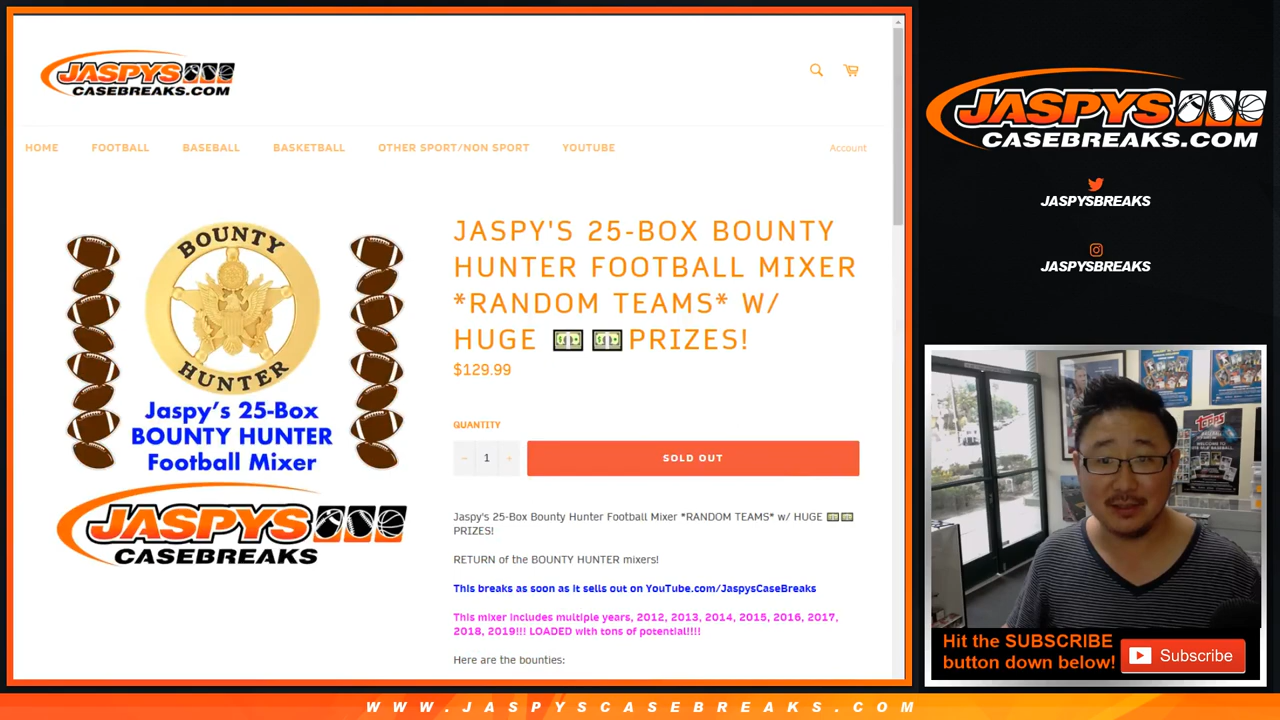 JASPYS
CASEBREAKS.COM
HOME FOOTBALL BASEBALL BASKETBALL OTHER SPORT/NON SPORT YOUTUBE Account
BOUNTY
HUNTER
Jaspy's 25-Box
BOUNTY HUNTER
Football Mixer
JASPYS
CASEBREAKS
JASPY'S 25-BOX BOUNTY
HUNTER FOOTBALL MIXER
*RANDOM TEAMS* W/
HUGE 💵 💵 PRIZES!
$129.99
QUANTITY
− 1 +
SOLD OUT
Jaspy's 25-Box Bounty Hunter Football Mixer *RANDOM TEAMS* w/ HUGE 💵💵
PRIZES!
RETURN of the BOUNTY HUNTER mixers!
This breaks as soon as it sells out on YouTube.com/JaspysCaseBreaks
This mixer includes multiple years, 2012, 2013, 2014, 2015, 2016, 2017,
2018, 2019!!! LOADED with tons of potential!!!!
Here are the bounties:
JASPYS
CASEBREAKS.COM
JASPYSBREAKS
JASPYSBREAKS
TOPPS
Hit the SUBSCRIBE
button down below!
Subscribe
WWW.JASPYSCASEBREAKS.COM